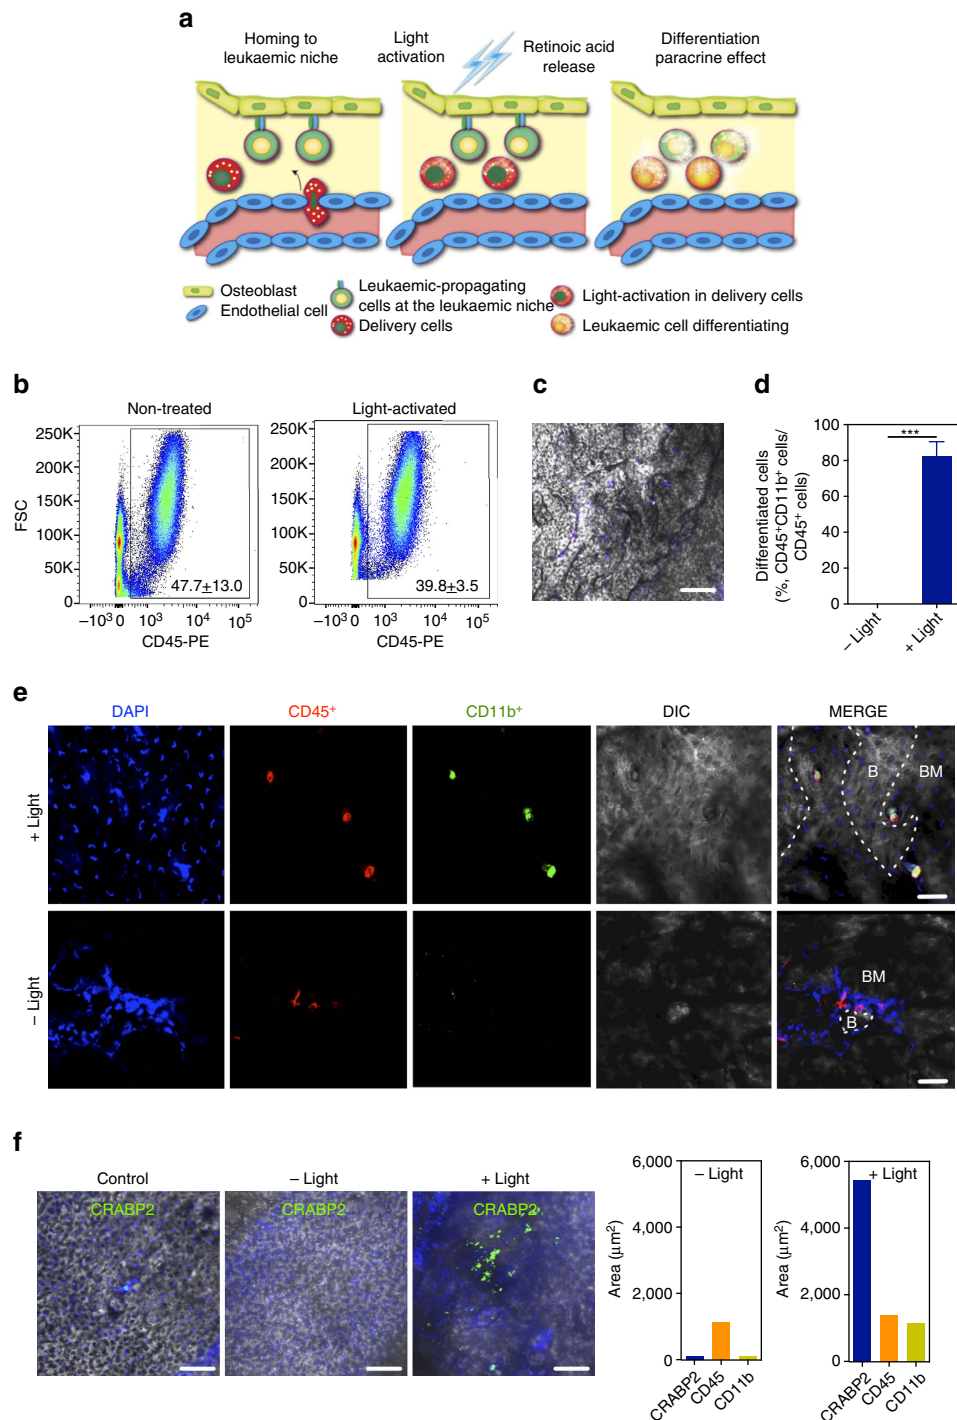 a
Homing to
leukaemic niche
Light
activation
Retinoic acid
release
Differentiation
paracrine effect
Osteoblast
Endothelial cell
Leukaemic-propagating
cells at the leukaemic niche
Delivery cells
Light-activation in delivery cells
Leukaemic cell differentiating
b
Non-treated
Light-activated
FSC
250K
200K
150K
100K
50K
0
47.7±13.0
−10³ 0 10³ 10⁴ 10⁵
CD45-PE
250K
200K
150K
100K
50K
0
39.8±3.5
−10³ 0 10³ 10⁴ 10⁵
CD45-PE
c
d
Differentiated cells
(%, CD45⁺CD11b⁺ cells/
CD45⁺ cells)
100
80
60
40
20
0
***
– Light
+ Light
e
DAPI
CD45⁺
CD11b⁺
DIC
MERGE
+ Light
B
BM
– Light
BM
B
f
Control
– Light
+ Light
CRABP2
CRABP2
CRABP2
Area (μm²)
6,000
4,000
2,000
0
– Light
CRABP2
CD45
CD11b
Area (μm²)
6,000
4,000
2,000
0
+ Light
CRABP2
CD45
CD11b